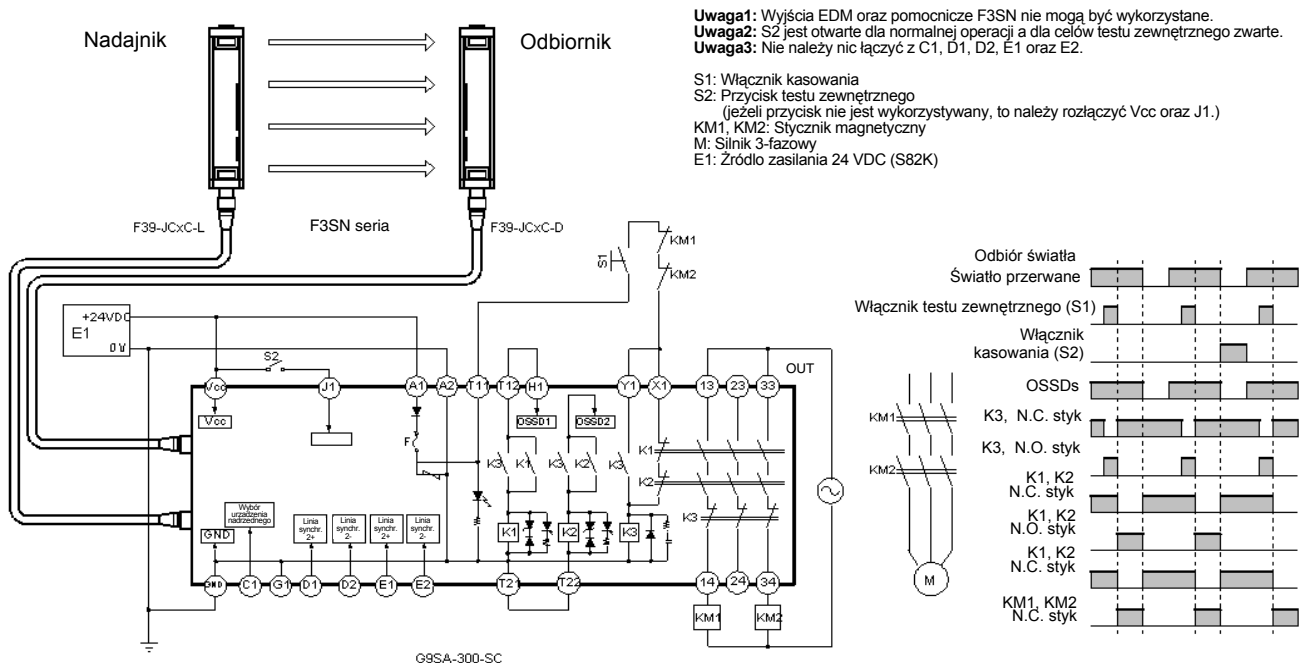 Uwaga1: Wyjścia EDM oraz pomocnicze F3SN nie mogą być wykorzystane.
Uwaga2: S2 jest otwarte dla normalnej operacji a dla celów testu zewnętrznego zwarte.
Uwaga3: Nie należy nic łączyć z C1, D1, D2, E1 oraz E2.
S1: Włącznik kasowania
S2: Przycisk testu zewnętrznego
(jeżeli przycisk nie jest wykorzystywany, to należy rozłączyć Vcc oraz J1.)
KM1, KM2: Stycznik magnetyczny
M: Silnik 3-fazowy
E1: Źródlo zasilania 24 VDC (S82K)
Nadajnik
Odbiornik
F39-JCxC-L
F3SN seria
F39-JCxC-D
S1
KM1
KM2
+24VDC
E1
0V
S2
Vcc
J1
A1
A2
T11
T12
H1
Y1
X1
13
23
33
OUT
Vcc
OSSD1
OSSD2
F
K3
K1
K3
K2
K3
K1
K2
K3
Wybór
urządzenia
nadrzednego
Linia
synchr.
2+
Linia
synchr.
2-
Linia
synchr.
2+
Linia
synchr.
2-
GND
K1
K2
K3
GND
C1
G1
D1
D2
E1
E2
T21
T22
14
24
34
KM1
KM2
G9SA-300-SC
KM1
KM2
M
Odbiór światła
Światło przerwane
Włącznik testu zewnętrznego (S1)
Włącznik
kasowania (S2)
OSSDs
K3, N.C. styk
K3, N.O. styk
K1, K2
N.C. styk
K1, K2
N.O. styk
K1, K2
N.C. styk
KM1, KM2
N.C. styk